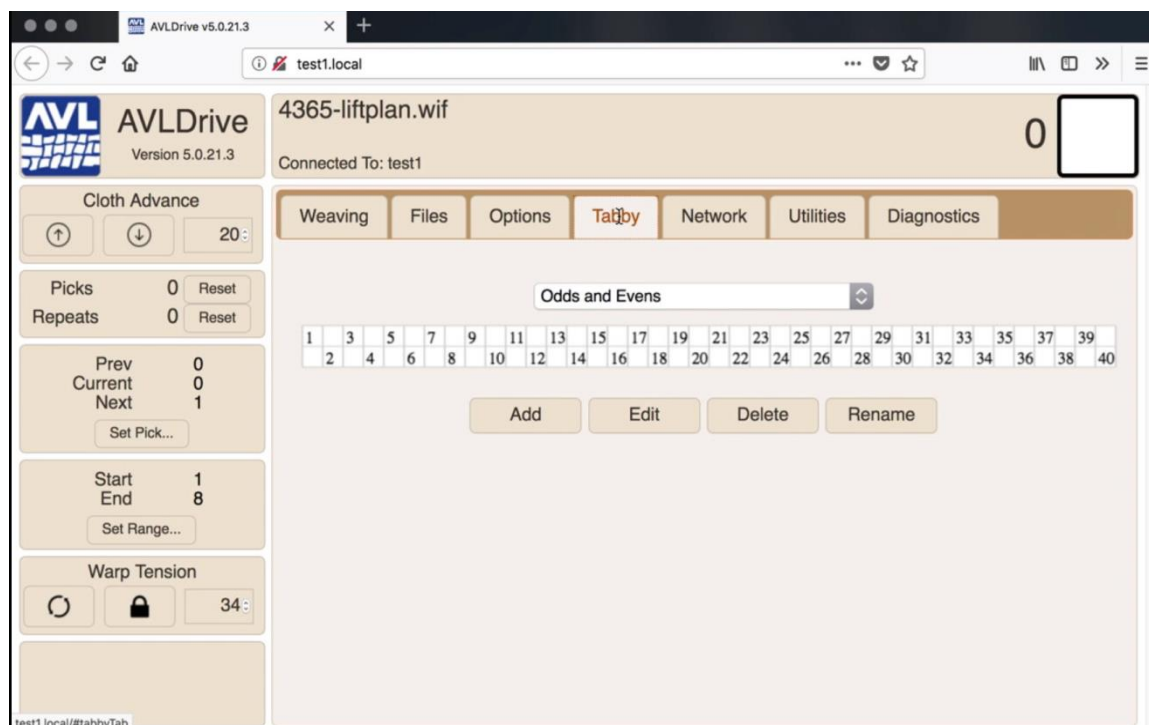 AVLDrive v5.0.21.3
test1.local
AVL
AVLDrive
Version 5.0.21.3
4365-liftplan.wif
Connected To: test1
0
Cloth Advance
20
Picks 0 Reset
Repeats 0 Reset
Prev 0
Current 0
Next 1
Set Pick...
Start 1
End 8
Set Range...
Warp Tension
34
Weaving Files Options Tabby Network Utilities Diagnostics
Odds and Evens
1 3 5 7 9 11 13 15 17 19 21 23 25 27 29 31 33 35 37 39
2 4 6 8 10 12 14 16 18 20 22 24 26 28 30 32 34 36 38 40
Add Edit Delete Rename
test1.local/#tabbyTab